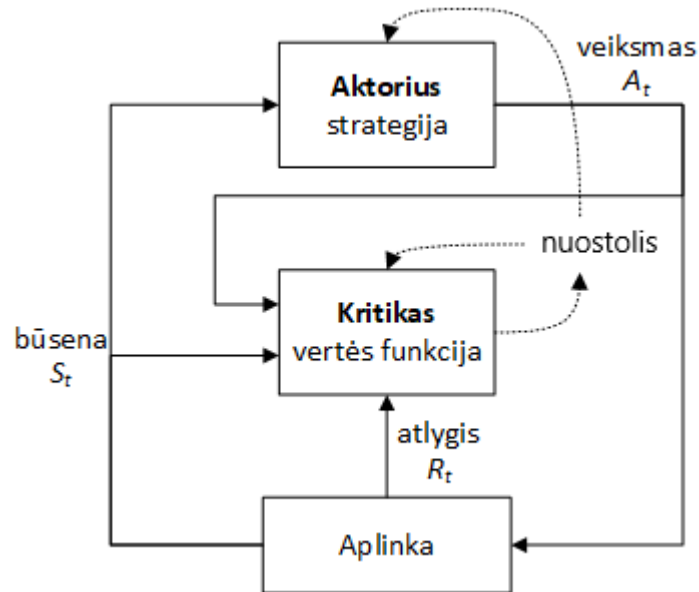 veiksmas
A_t
Aktorius
strategija
nuostolis
Kritikas
vertės funkcija
būsena
S_t
atlygis
R_t
Aplinka